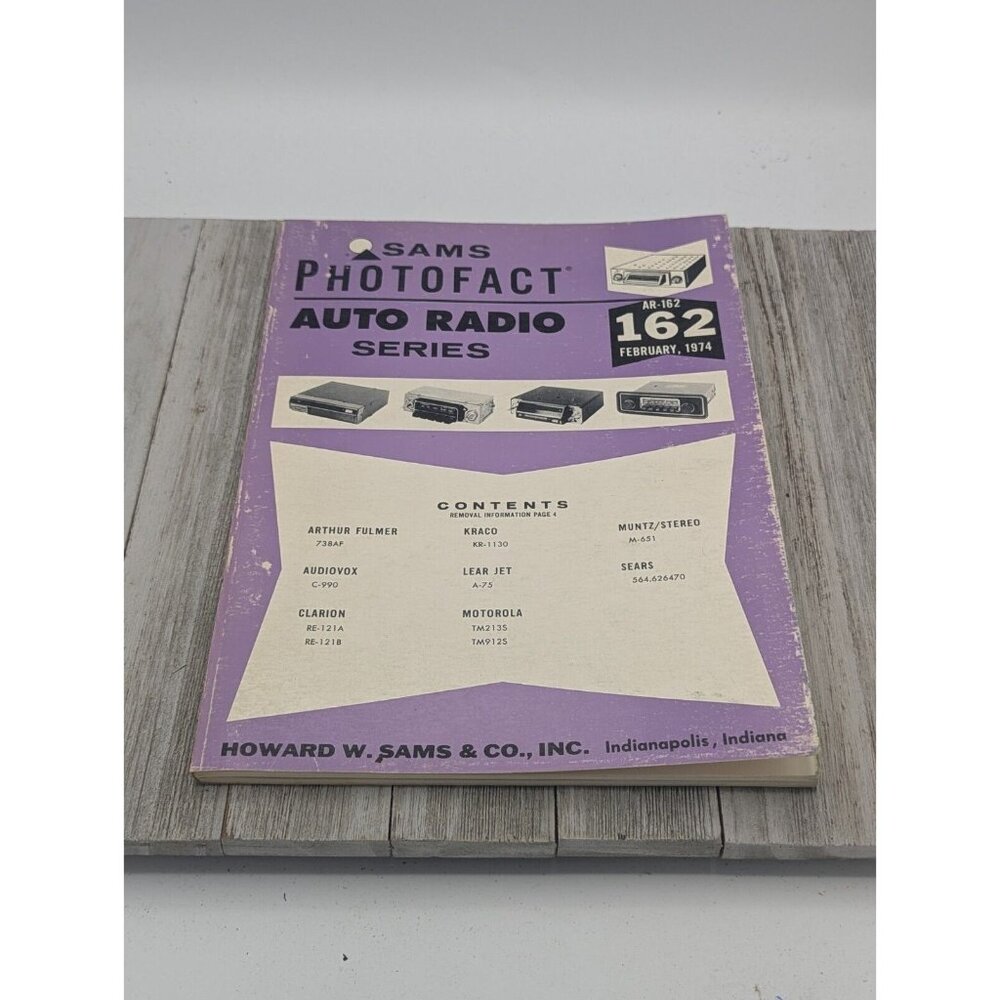 SAMS
PHOTOFACT®
AUTO RADIO
SERIES
AR-162
162
FEBRUARY, 1974
CONTENTS
REMOVAL INFORMATION PAGE 4
ARTHUR FULMER
738AF
AUDIOVOX
C-990
CLARION
RE-121A
RE-121B
KRACO
KR-1130
LEAR JET
A-75
MOTOROLA
TM213S
TM912S
MUNTZ/STEREO
M-651
SEARS
564.626470
HOWARD W. SAMS & CO., INC. Indianapolis, Indiana